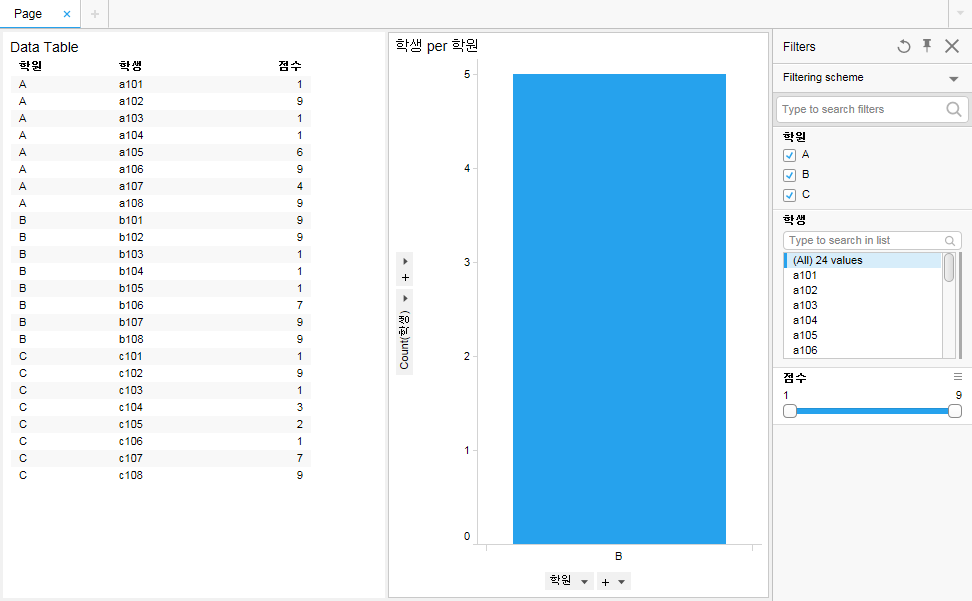 Page × +
Data Table
학원 학생 점수
A a101 1
A a102 9
A a103 1
A a104 1
A a105 6
A a106 9
A a107 4
A a108 9
B b101 9
B b102 9
B b103 1
B b104 1
B b105 1
B b106 7
B b107 9
B b108 9
C c101 1
C c102 9
C c103 1
C c104 3
C c105 2
C c106 1
C c107 7
C c108 9
학생 per 학원
5
4
3
2
1
0
+
Count(학생)
B
학원 +
Filters
Filtering scheme
Type to search filters
학원
A
B
C
학생
Type to search in list
(All) 24 values
a101
a102
a103
a104
a105
a106
점수
1 9